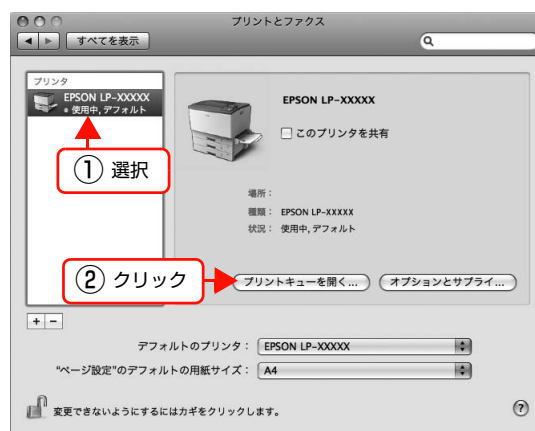 プリントとファクス
すべてを表示
プリンタ
EPSON LP-XXXXX
使用中, デフォルト
① 選択
EPSON LP-XXXXX
このプリンタを共有
場所：
種類： EPSON LP-XXXXX
状況： 使用中, デフォルト
② クリック
プリントキューを開く...
オプションとサプライ...
+ −
デフォルトのプリンタ： EPSON LP-XXXXX
“ページ設定”のデフォルトの用紙サイズ： A4
変更できないようにするにはカギをクリックします。
?